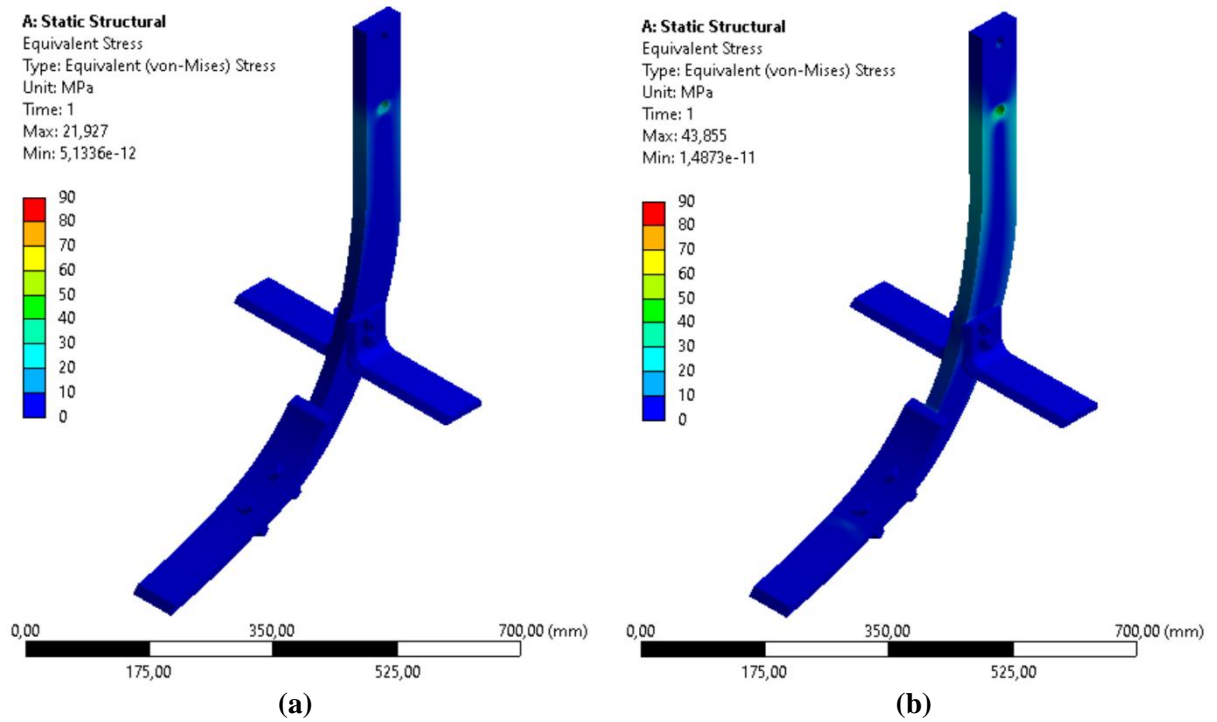 A: Static Structural
Equivalent Stress
Type: Equivalent (von-Mises) Stress
Unit: MPa
Time: 1
Max: 21,927
Min: 5,1336e-12
90
80
70
60
50
40
30
20
10
0
0,00 350,00 700,00 (mm)
175,00 525,00
(a)
A: Static Structural
Equivalent Stress
Type: Equivalent (von-Mises) Stress
Unit: MPa
Time: 1
Max: 43,855
Min: 1,4873e-11
90
80
70
60
50
40
30
20
10
0
0,00 350,00 700,00 (mm)
175,00 525,00
(b)